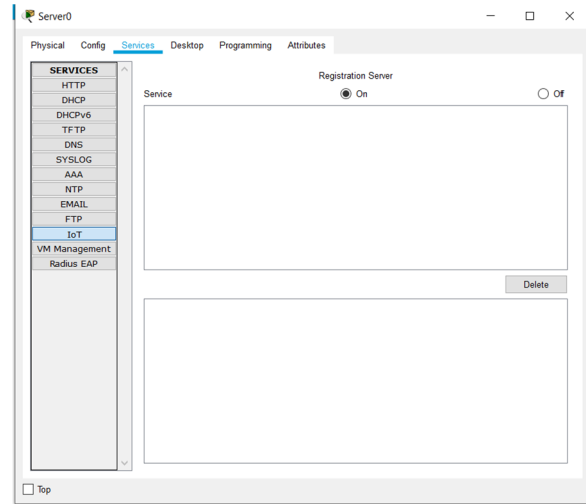 Server0
Physical Config Services Desktop Programming Attributes
SERVICES
HTTP
DHCP
DHCPv6
TFTP
DNS
SYSLOG
AAA
NTP
EMAIL
FTP
IoT
VM Management
Radius EAP
Registration Server
Service On Off
Delete
Top